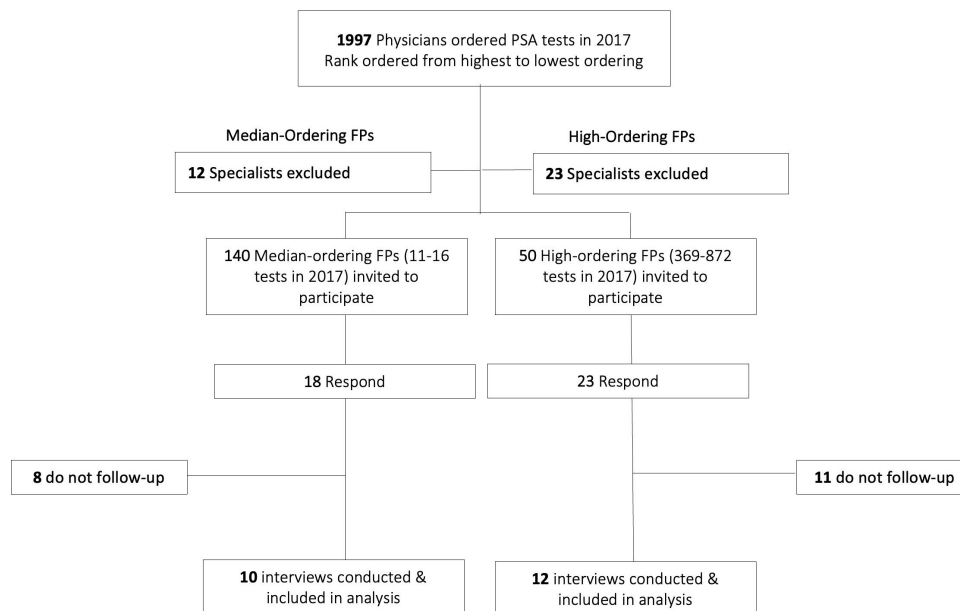 1997 Physicians ordered PSA tests in 2017
Rank ordered from highest to lowest ordering
Median-Ordering FPs
High-Ordering FPs
12 Specialists excluded
23 Specialists excluded
140 Median-ordering FPs (11-16
tests in 2017) invited to
participate
50 High-ordering FPs (369-872
tests in 2017) invited to
participate
18 Respond
23 Respond
8 do not follow-up
11 do not follow-up
10 interviews conducted &
included in analysis
12 interviews conducted &
included in analysis